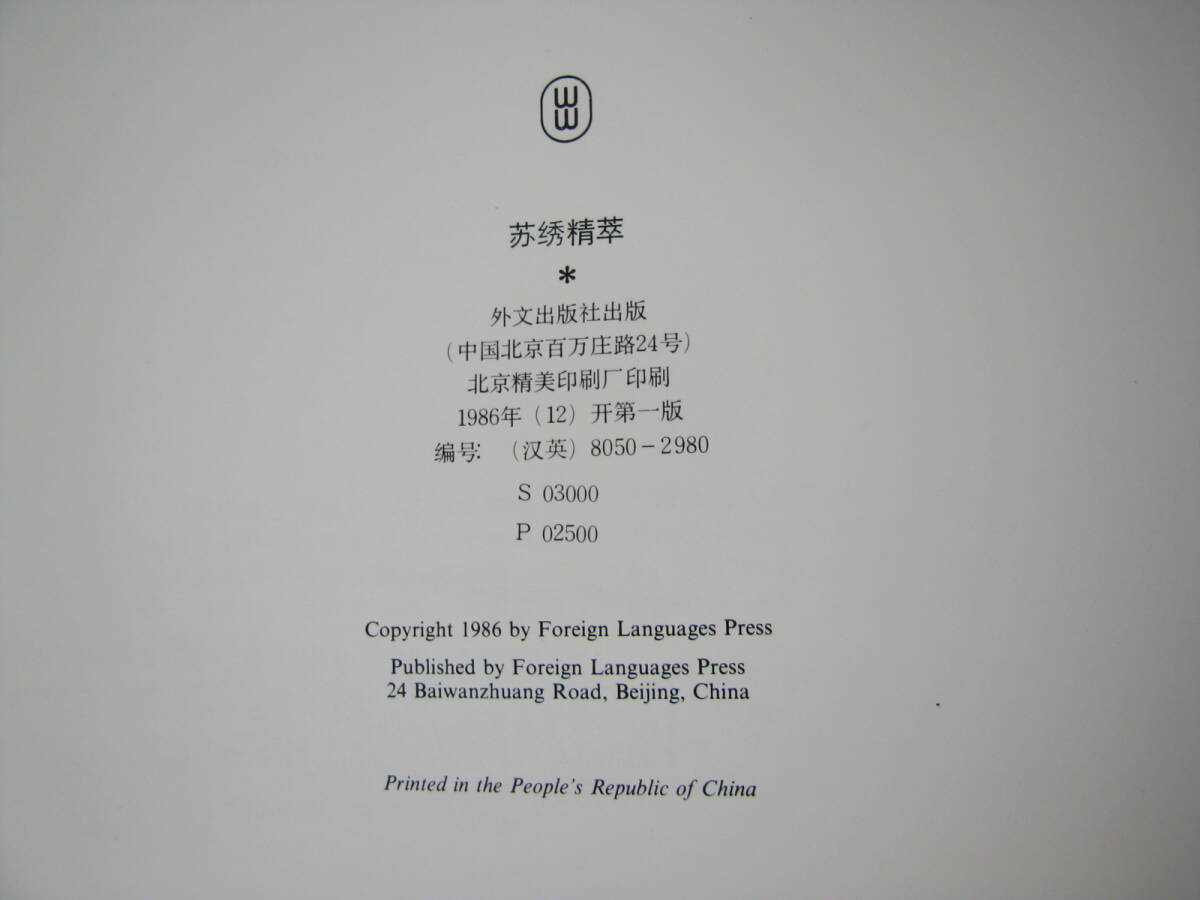 苏绣精萃
*
外文出版社出版
(中国北京百万庄路24号)
北京精美印刷厂印刷
1986年(12)开第一版
编号: (汉英) 8050-2980
S 03000
P 02500
Copyright 1986 by Foreign Languages Press
Published by Foreign Languages Press
24 Baiwanzhuang Road, Beijing, China
Printed in the People's Republic of China